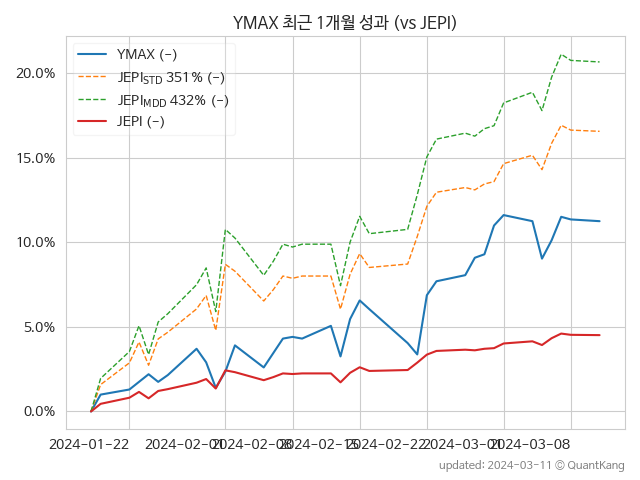 YMAX 최근 1개월 성과 (vs JEPI)
YMAX (-)
JEPI_STD 351% (-)
JEPI_MDD 432% (-)
JEPI (-)
20.0%
15.0%
10.0%
5.0%
0.0%
2024-01-22 2024-02-01 2024-02-08 2024-02-15 2024-02-22 2024-03-01 2024-03-08
updated: 2024-03-11 © QuantKang